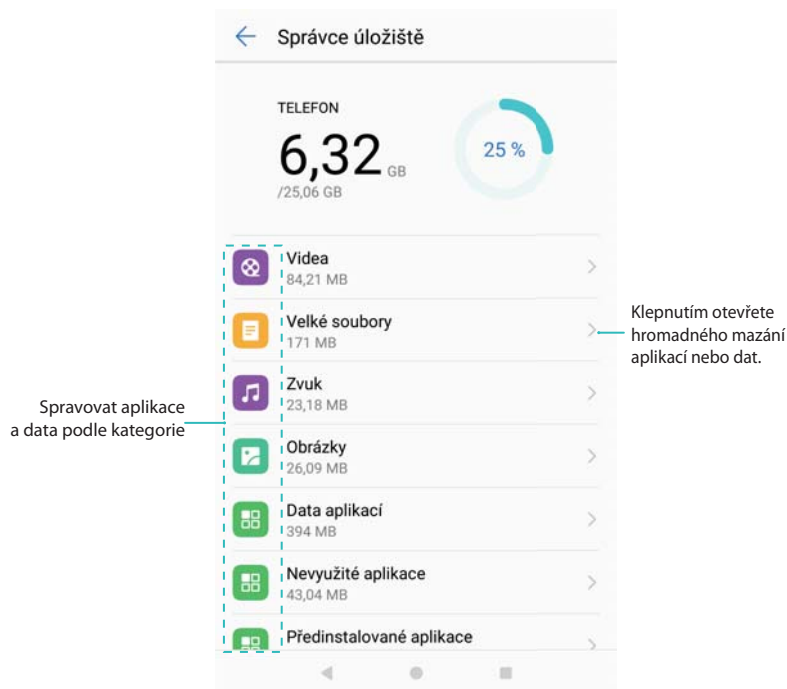 Správce úložiště
TELEFON
6,32 GB
/25,06 GB
25 %
Videa
84,21 MB
Velké soubory
171 MB
Zvuk
23,18 MB
Obrázky
26,09 MB
Data aplikací
394 MB
Nevyužité aplikace
43,04 MB
Předinstalované aplikace
Spravovat aplikace
a data podle kategorie
Klepnutím otevřete
hromadného mazání
aplikací nebo dat.